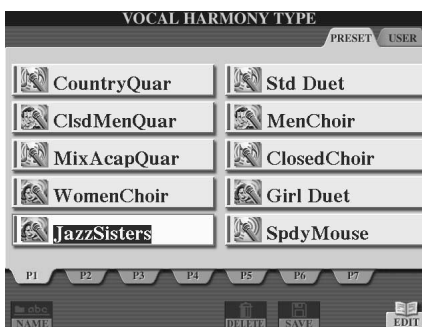 VOCAL HARMONY TYPE
PRESET USER
CountryQuar
Std Duet
ClsdMenQuar
MenChoir
MixAcapQuar
ClosedChoir
WomenChoir
Girl Duet
JazzSisters
SpdyMouse
P1 P2 P3 P4 P5 P6 P7
abc
NAME DELETE SAVE EDIT